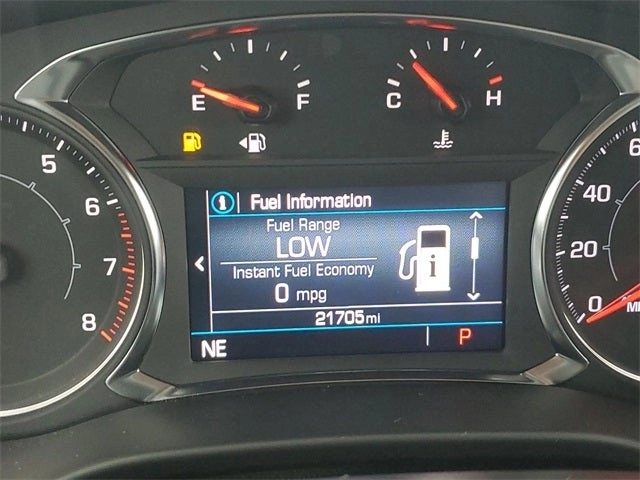 E F
C H
5
6
7
8
Fuel Information
Fuel Range
LOW
Instant Fuel Economy
0 mpg
21705mi
NE P
40
20
0